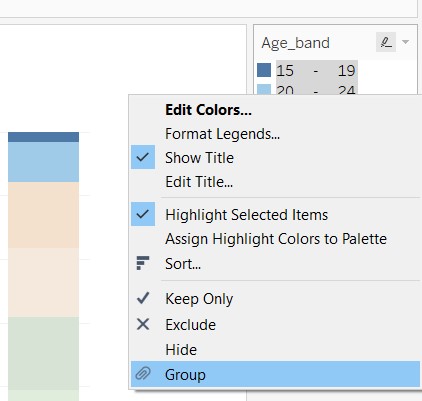 Age_band
15 - 19
20 - 24
Edit Colors...
Format Legends...
Show Title
Edit Title...
Highlight Selected Items
Assign Highlight Colors to Palette
Sort...
Keep Only
Exclude
Hide
Group